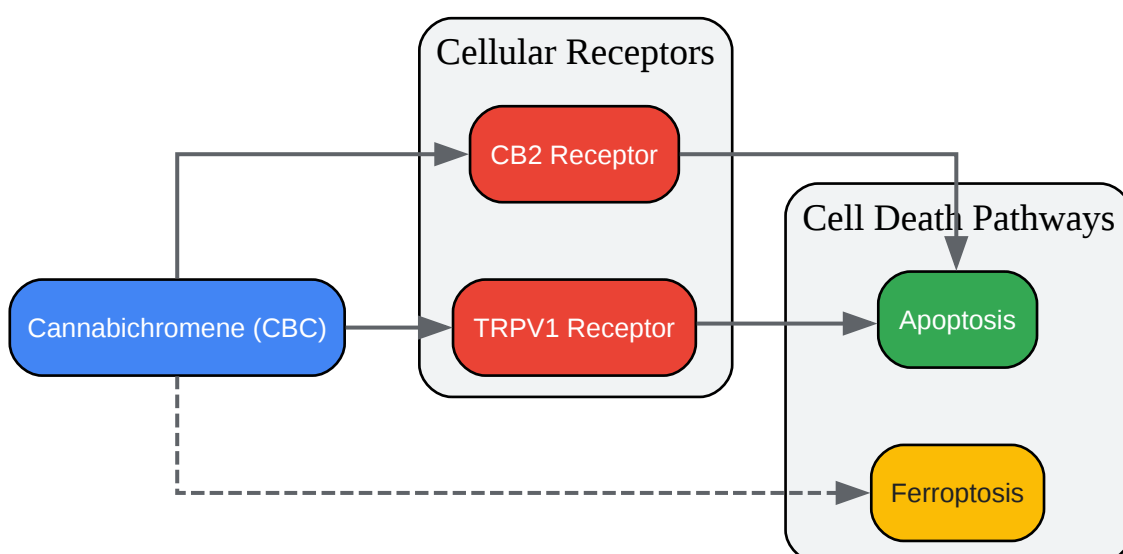 Cellular Receptors
CB2 Receptor
Cell Death Pathways
Cannabichromene (CBC)
TRPV1 Receptor
Apoptosis
Ferroptosis